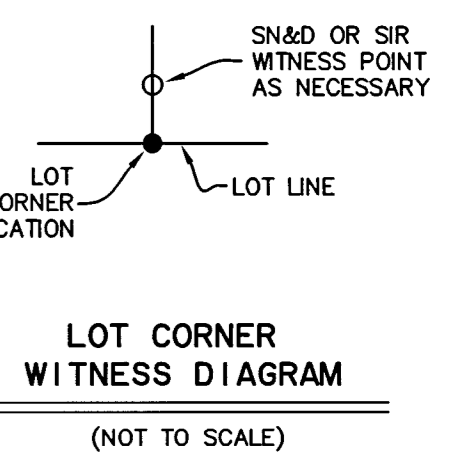 SN&D OR SIR
WITNESS POINT
AS NECESSARY
LOT
ORNER
CATION
LOT LINE
LOT CORNER
WITNESS DIAGRAM
(NOT TO SCALE)